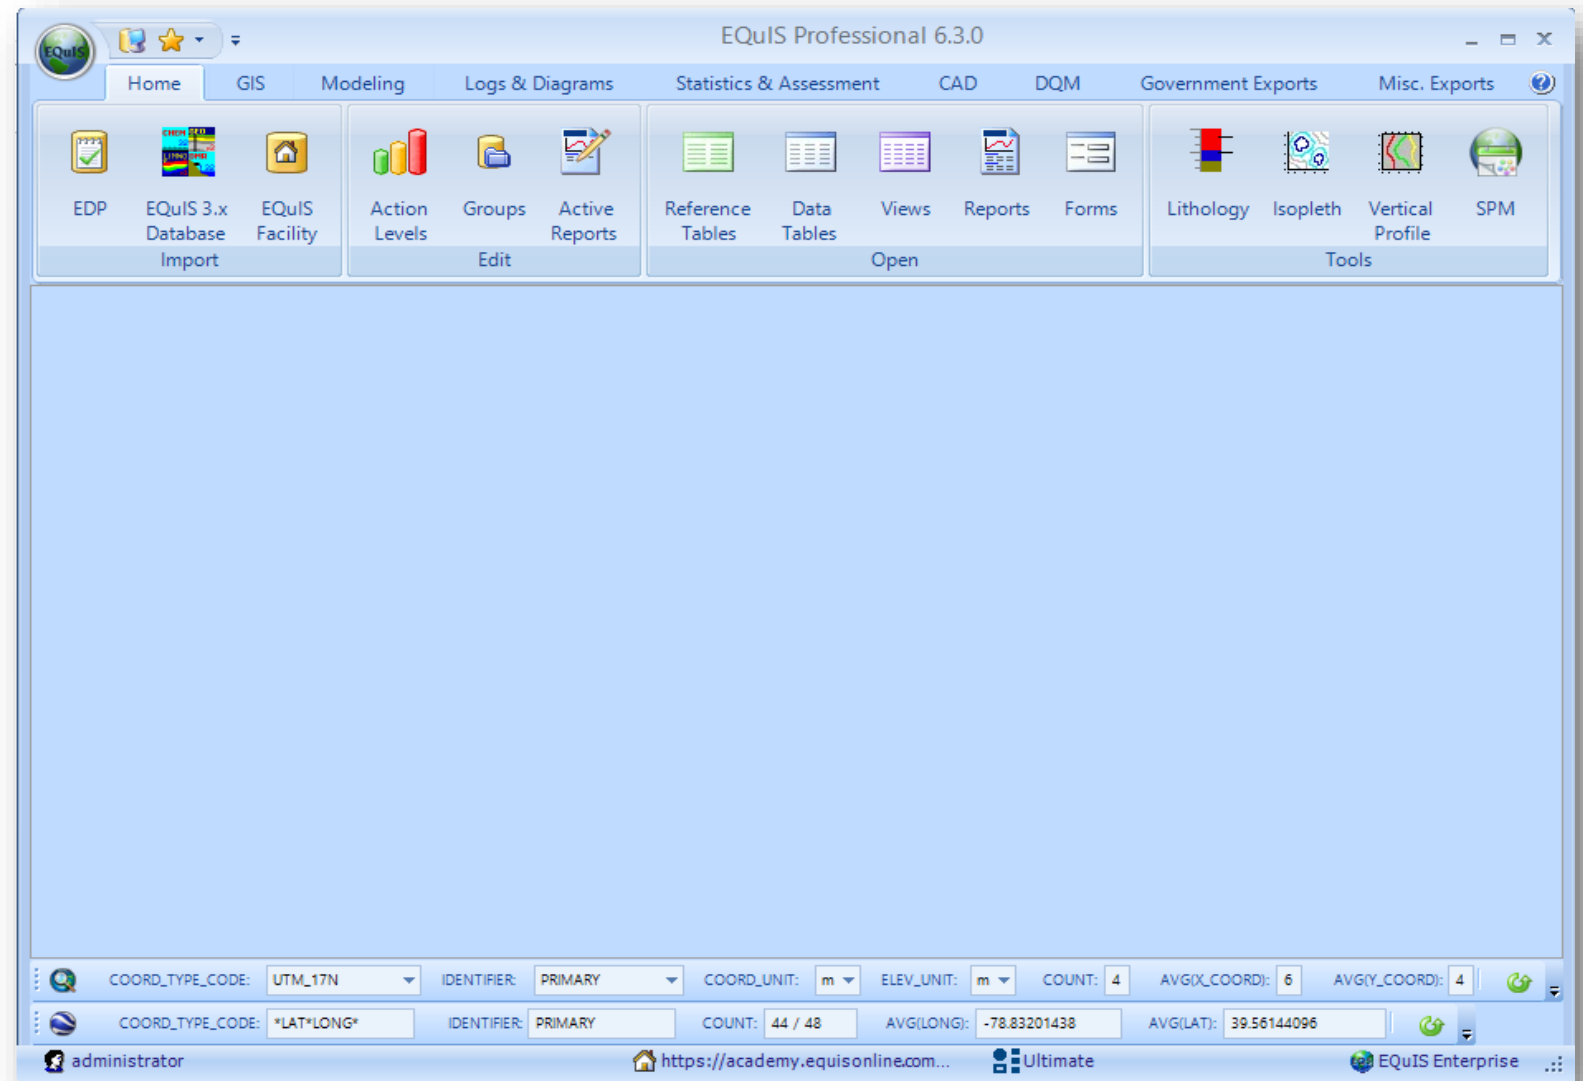 EQuIS
EQuIS Professional 6.3.0
Home GIS Modeling Logs & Diagrams Statistics & Assessment CAD DQM Government Exports Misc. Exports
EDP
EQuIS 3.x
Database
EQuIS
Facility
Import
Action
Levels
Groups
Active
Reports
Edit
Reference
Tables
Data
Tables
Views
Reports
Forms
Open
Lithology
Isopleth
Vertical
Profile
SPM
Tools
COORD_TYPE_CODE: UTM_17N IDENTIFIER: PRIMARY COORD_UNIT: m ELEV_UNIT: m COUNT: 4 AVG(X_COORD): 6 AVG(Y_COORD): 4
COORD_TYPE_CODE: *LAT*LONG* IDENTIFIER: PRIMARY COUNT: 44 / 48 AVG(LONG): -78.83201438 AVG(LAT): 39.56144096
administrator https://academy.equisonline.com... Ultimate EQuIS Enterprise